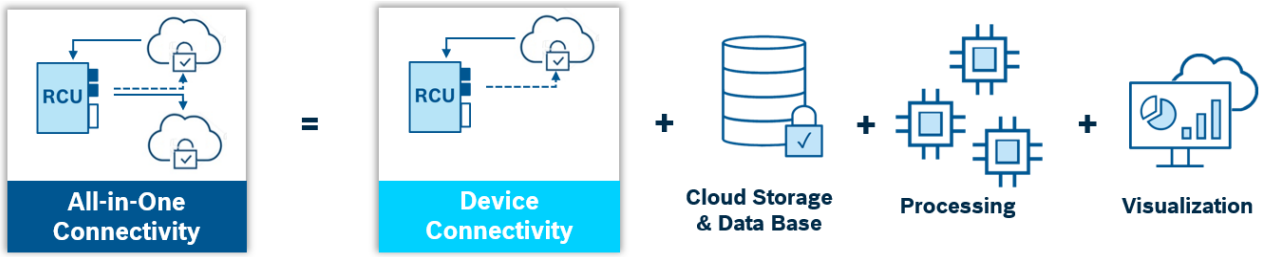 RCU
All-in-One
Connectivity
=
RCU
Device
Connectivity
+
Cloud Storage
& Data Base
+
Processing
+
Visualization